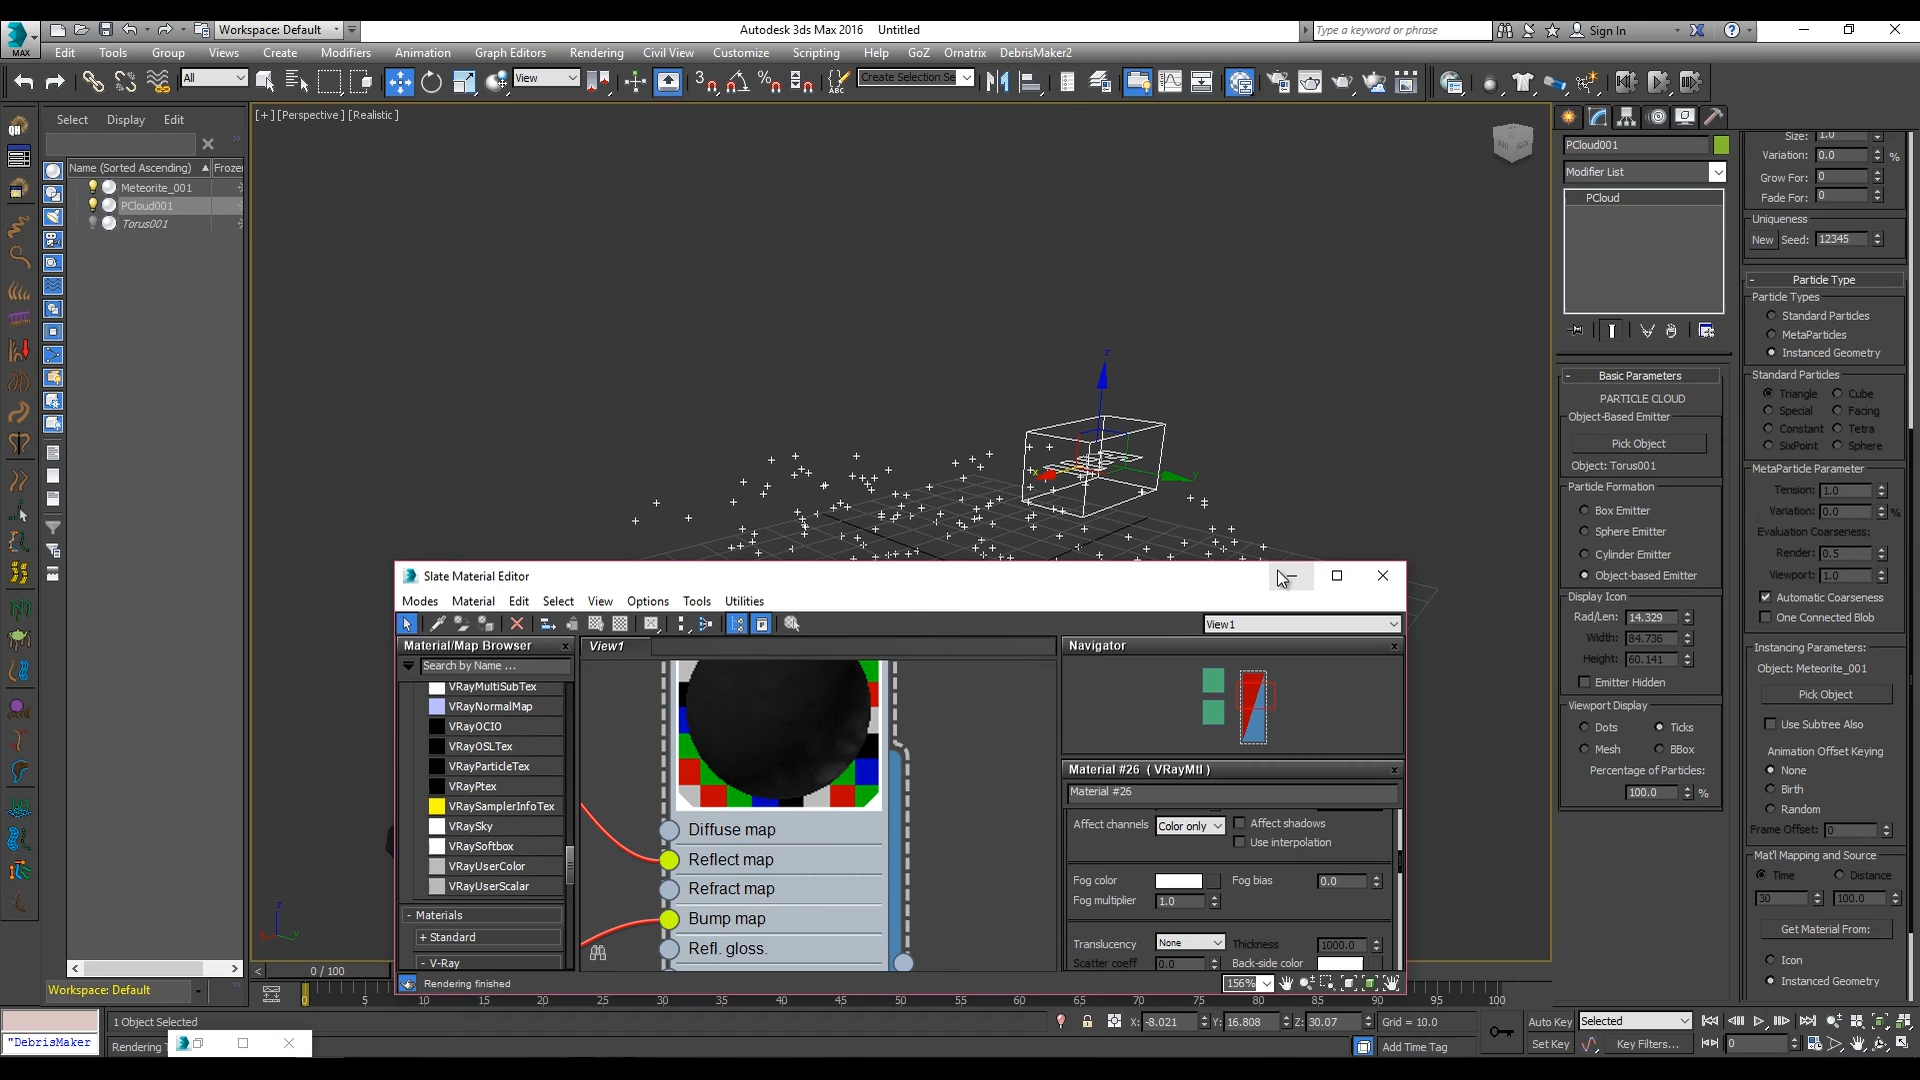 MAX
Workspace: Default
Autodesk 3ds Max 2016 Untitled
Type a keyword or phrase
Sign In
Edit Tools Group Views Create Modifiers Animation Graph Editors Rendering Civil View Customize Scripting Help GoZ Ornatrix DebrisMaker2
All
View
Create Selection Se
Select Display Edit
Name (Sorted Ascending) Frozen
Meteorite_001
PCloud001
Torus001
[+] [Perspective] [Realistic]
PCloud001
Modifier List
PCloud
- Basic Parameters
PARTICLE CLOUD
Object-Based Emitter
Pick Object
Object: Torus001
Particle Formation
Box Emitter
Sphere Emitter
Cylinder Emitter
Object-based Emitter
Display Icon
Rad/Len: 14.329
Width: 84.736
Height: 60.141
Emitter Hidden
Viewport Display
Dots Ticks
Mesh BBox
Percentage of Particles:
100.0 %
Size: 1.0
Variation: 0.0 %
Grow For: 0
Fade For: 0
Uniqueness
New Seed: 12345
- Particle Type
Particle Types
Standard Particles
MetaParticles
Instanced Geometry
Standard Particles
Triangle Cube
Special Facing
Constant Tetra
SixPoint Sphere
MetaParticle Parameter
Tension: 1.0
Variation: 0.0 %
Evaluation Coarseness:
Render: 0.5
Viewport: 1.0
Automatic Coarseness
One Connected Blob
Instancing Parameters:
Object: Meteorite_001
Pick Object
Use Subtree Also
Animation Offset Keying
None
Birth
Random
Frame Offset: 0
Mat'l Mapping and Source
Time Distance
30 100.0
Get Material From:
Icon
Instanced Geometry
Slate Material Editor
Modes Material Edit Select View Options Tools Utilities
View1
Material/Map Browser
Search by Name ...
VRayMultiSubTex
VRayNormalMap
VRayOCIO
VRayOSLTex
VRayParticleTex
VRayPtex
VRaySamplerInfoTex
VRaySky
VRaySoftbox
VRayUserColor
VRayUserScalar
- Materials
+ Standard
- V-Ray
View1
Diffuse map
Reflect map
Refract map
Bump map
Refl. gloss.
Navigator
Material #26 ( VRayMtl )
Material #26
Affect channels Color only Affect shadows
Use interpolation
Fog color Fog bias 0.0
Fog multiplier 1.0
Translucency None Thickness 1000.0
Scatter coeff 0.0 Back-side color
Rendering finished
156%
0 / 100
Workspace: Default
0 5 10 15 20 25 30 35 40 45 50 55 60 65 70 75 80 85 90 95 100
1 Object Selected
X: -8.021 Y: 16.808 Z: 30.07 Grid = 10.0
Auto Key Selected
"DebrisMaker
Rendering
Add Time Tag
Set Key Key Filters...
0